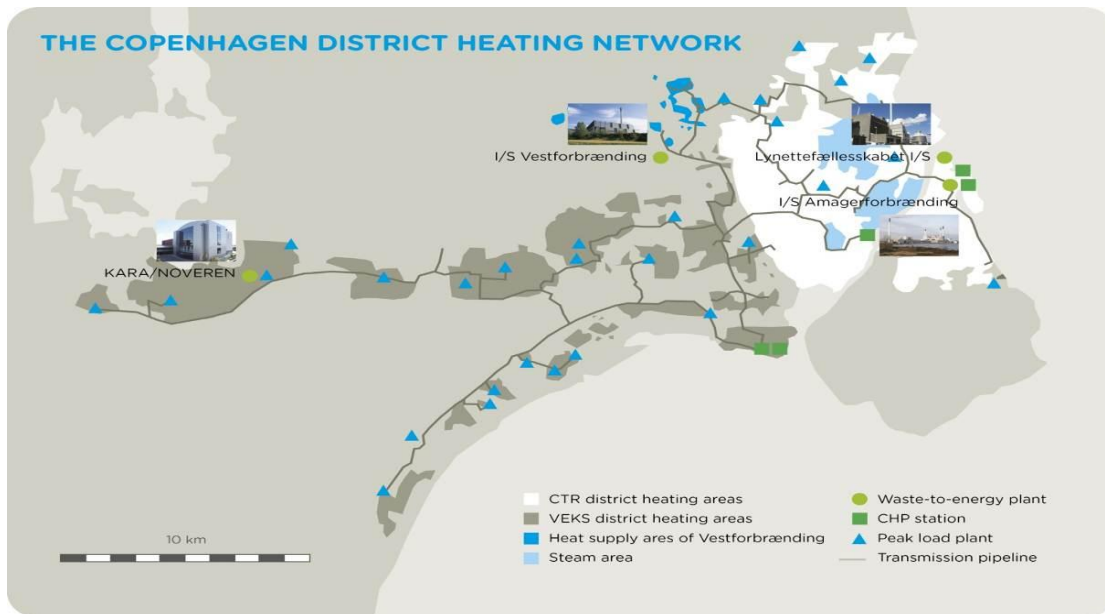 THE COPENHAGEN DISTRICT HEATING NETWORK
I/S Vestforbrænding
Lynettefællesskabet I/S
I/S Amagerforbrænding
KARA/NOVEREN
10 km
CTR district heating areas
VEKS district heating areas
Heat supply ares of Vestforbrænding
Steam area
Waste-to-energy plant
CHP station
Peak load plant
Transmission pipeline